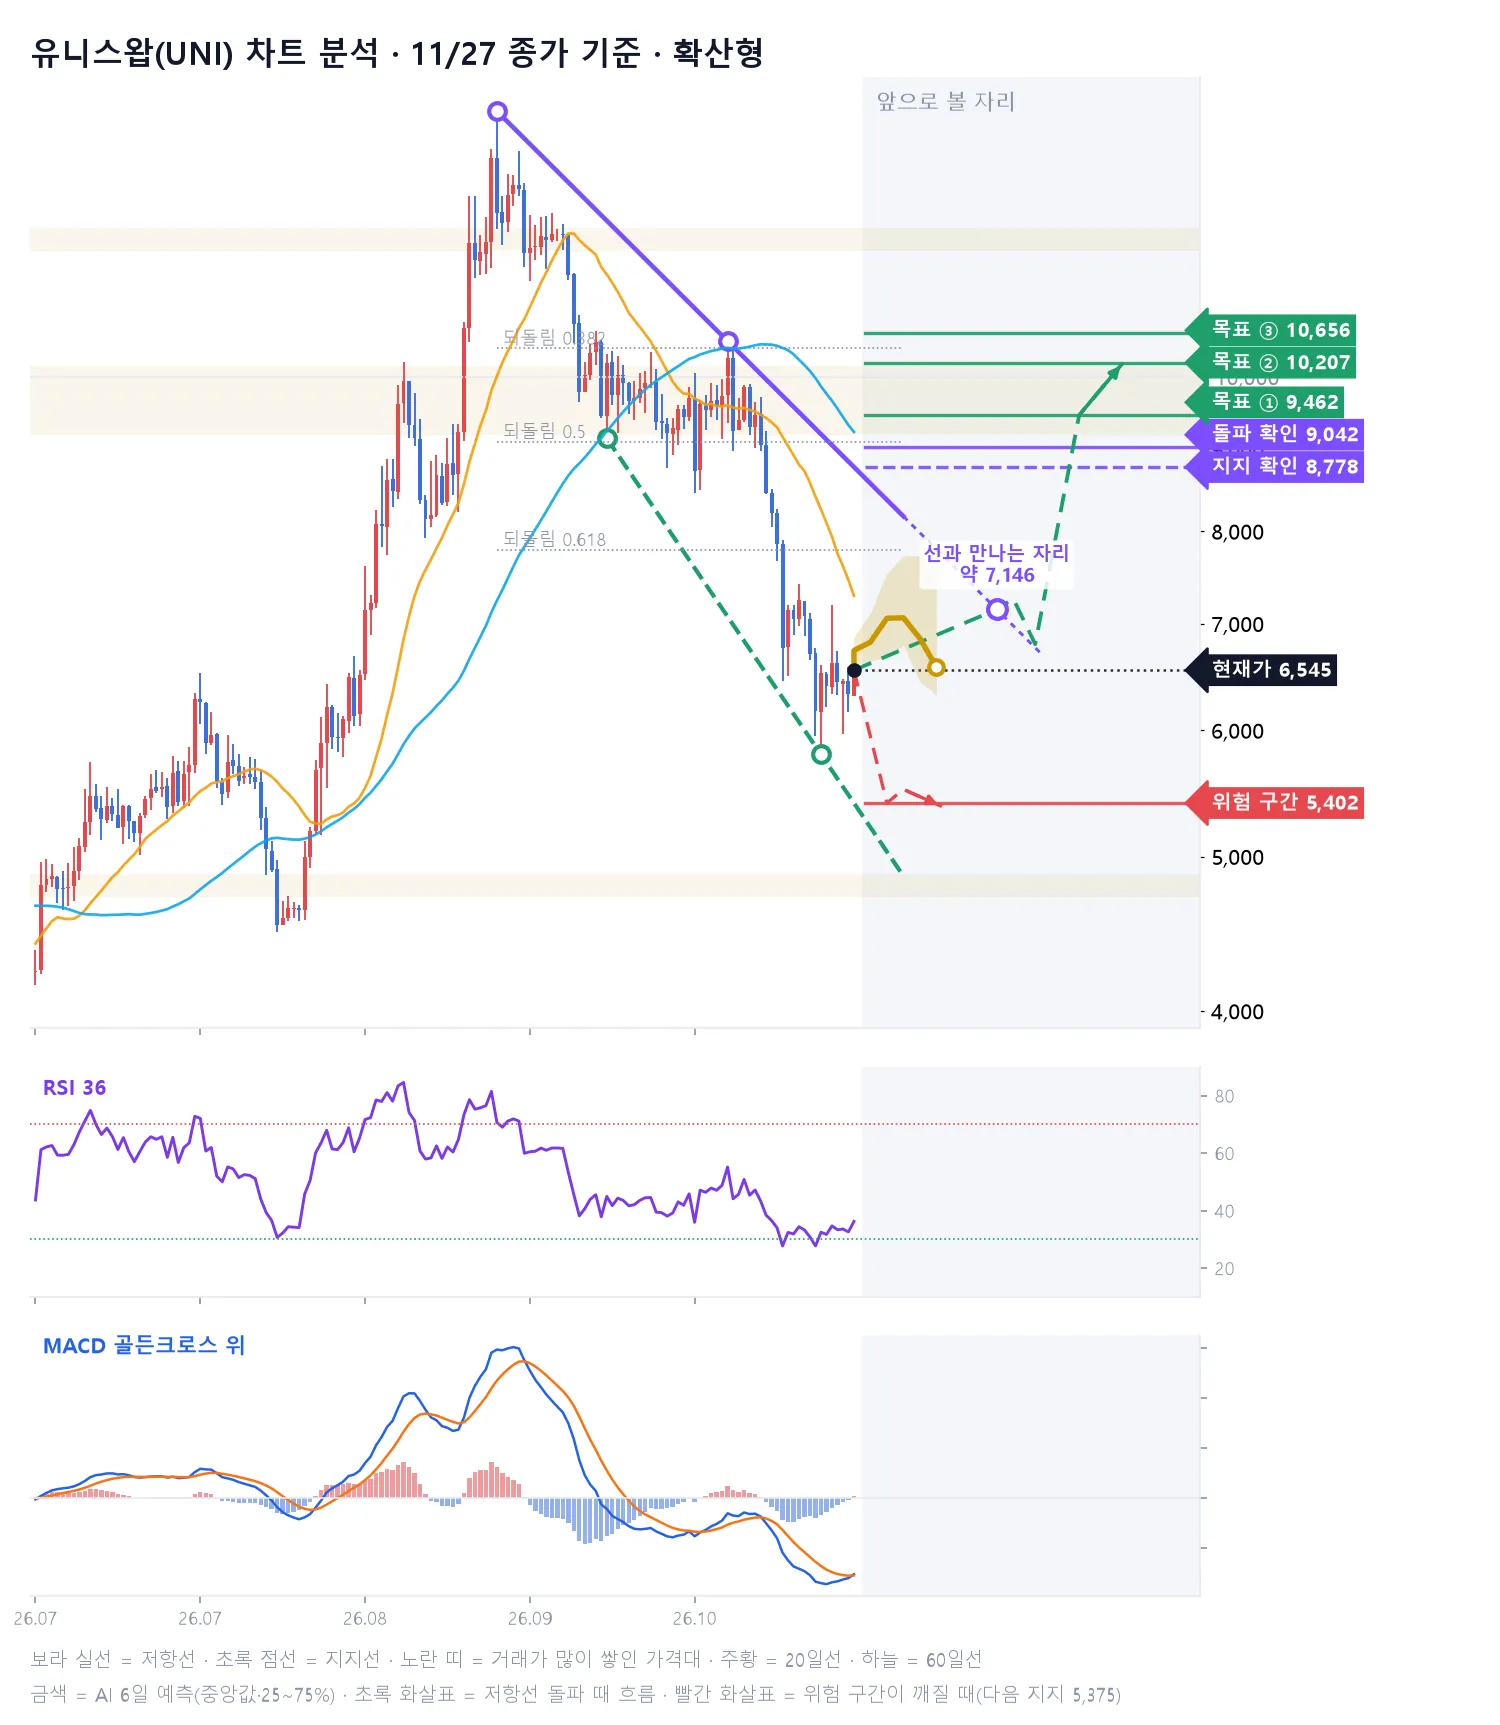 유니스왑(UNI) 차트 분석 · 11/27 종가 기준 · 확산형
앞으로 볼 자리
되돌림 0.382
목표 ③ 10,656
목표 ② 10,207
10,000
목표 ① 9,462
되돌림 0.5
돌파 확인 9,042
지지 확인 8,778
8,000
되돌림 0.618
선과 만나는 자리
약 7,146
7,000
현재가 6,545
6,000
위험 구간 5,402
5,000
4,000
RSI 36
80
60
40
20
MACD 골든크로스 위
26.07
26.07
26.08
26.09
26.10
보라 실선 = 저항선 · 초록 점선 = 지지선 · 노란 띠 = 거래가 많이 쌓인 가격대 · 주황 = 20일선 · 하늘 = 60일선
금색 = AI 6일 예측(중앙값·25~75%) · 초록 화살표 = 저항선 돌파 때 흐름 · 빨간 화살표 = 위험 구간이 깨질 때(다음 지지 5,375)